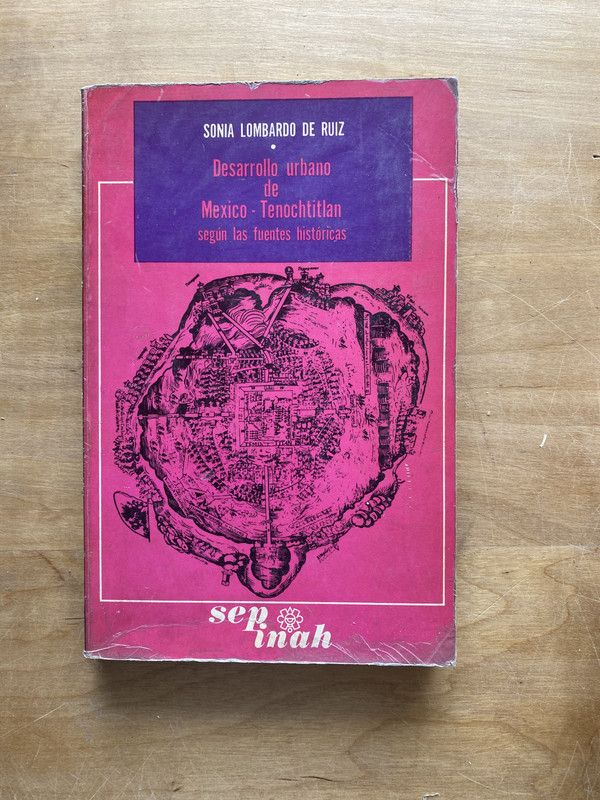 SONIA LOMBARDO DE RUIZ
Desarrollo urbano
de
Mexico - Tenochtitlan
según las fuentes históricas
sep
inah